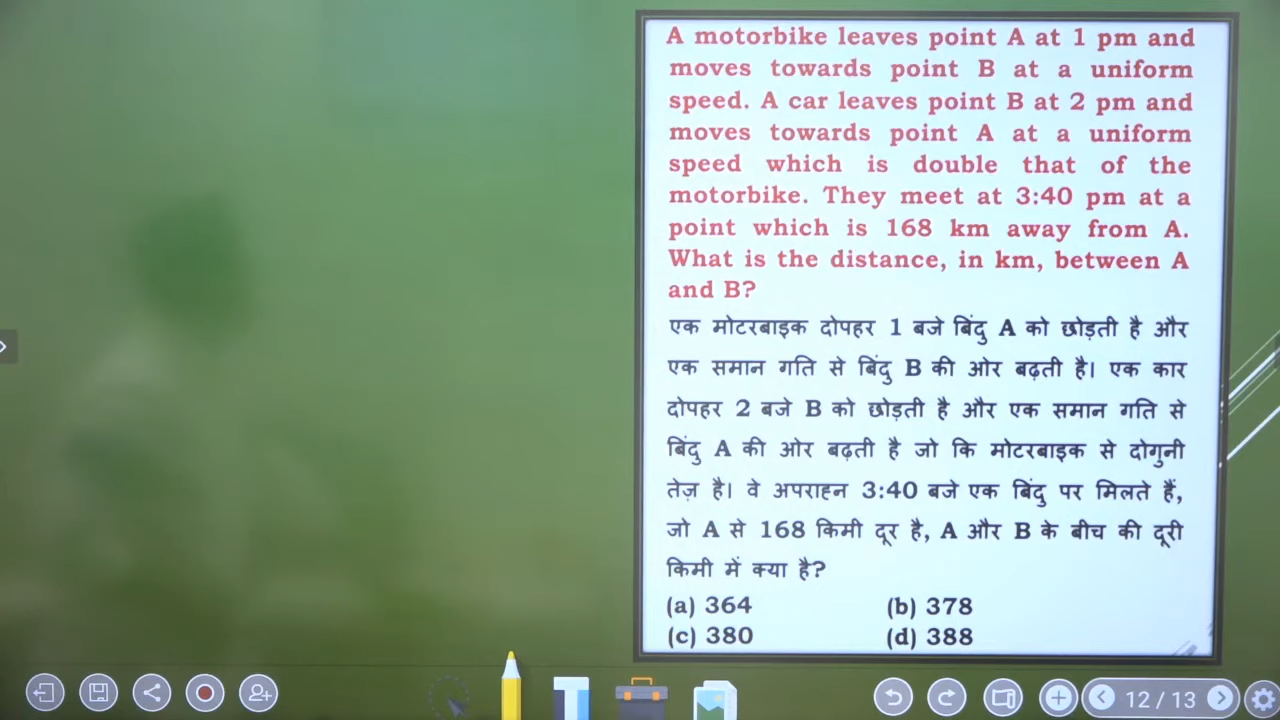 A motorbike leaves point A at 1 pm and
moves towards point B at a uniform
speed. A car leaves point B at 2 pm and
moves towards point A at a uniform
speed which is double that of the
motorbike. They meet at 3:40 pm at a
point which is 168 km away from A.
What is the distance, in km, between A
and B?
एक मोटरबाइक दोपहर 1 बजे बिंदु A को छोड़ती है और
एक समान गति से बिंदु B की ओर बढ़ती है। एक कार
दोपहर 2 बजे B को छोड़ती है और एक समान गति से
बिंदु A की ओर बढ़ती है जो कि मोटरबाइक से दोगुनी
तेज़ है। वे अपराह्न 3:40 बजे एक बिंदु पर मिलते हैं,
जो A से 168 किमी दूर है, A और B के बीच की दूरी
किमी में क्या है?
(a) 364 (b) 378
(c) 380 (d) 388
12 / 13